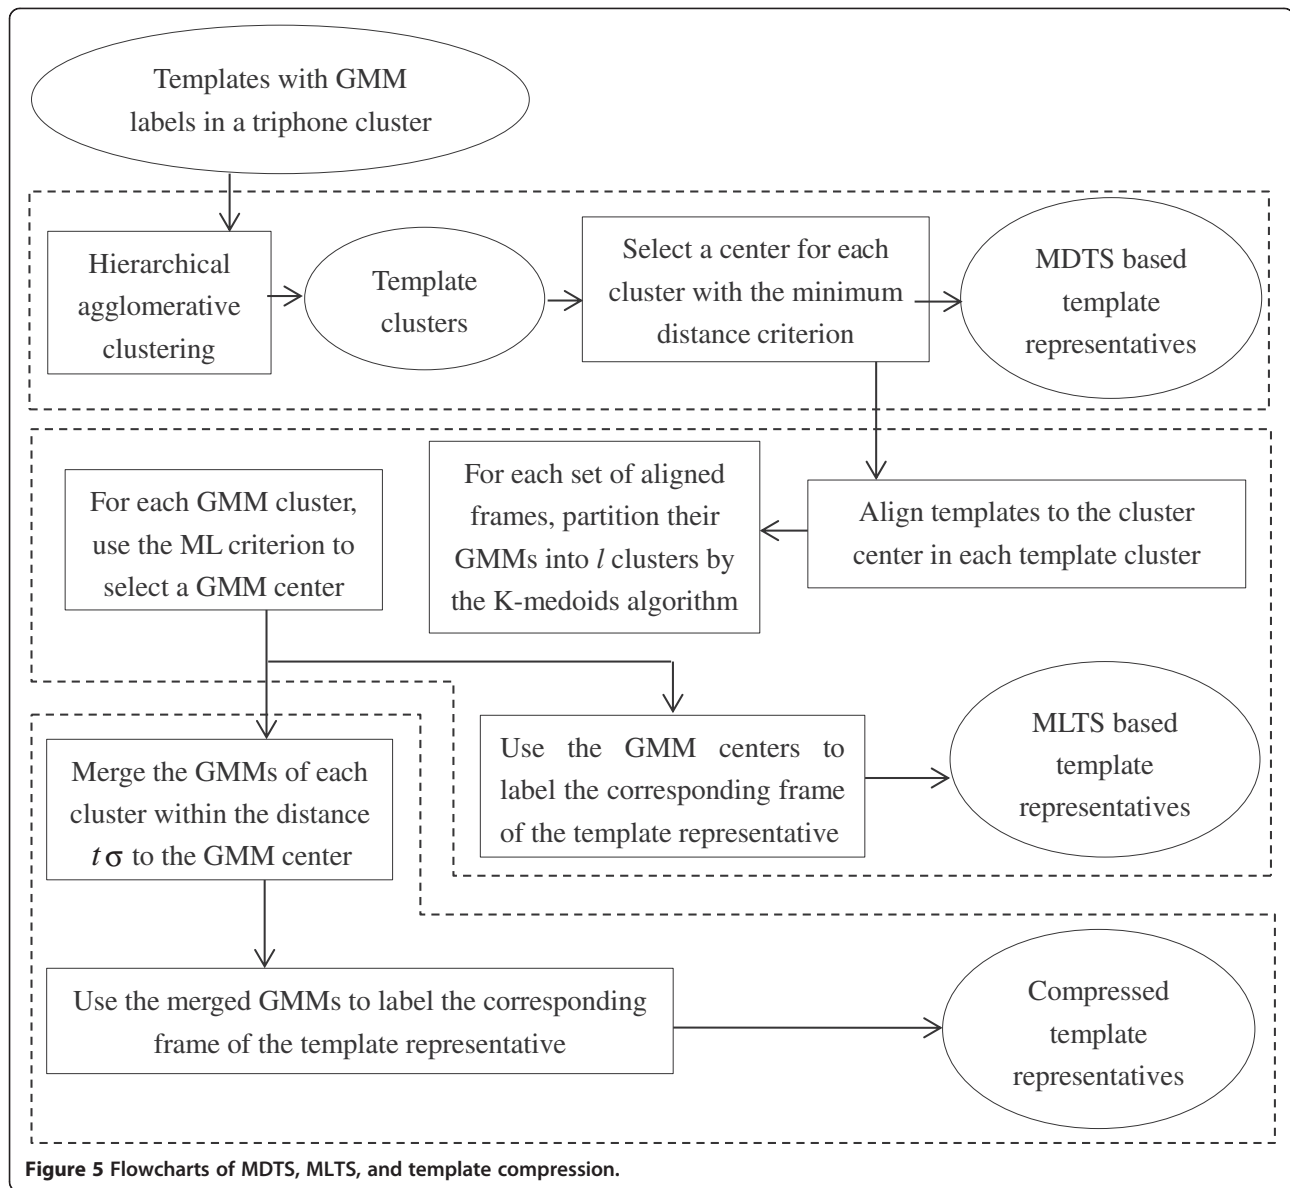 Templates with GMM
labels in a triphone cluster
Hierarchical
agglomerative
clustering
Template
clusters
Select a center for each
cluster with the minimum
distance criterion
MDTS based
template
representatives
For each GMM cluster,
use the ML criterion to
select a GMM center
For each set of aligned
frames, partition their
GMMs into l clusters by
the K-medoids algorithm
Align templates to the cluster
center in each template cluster
Merge the GMMs of each
cluster within the distance
t σ to the GMM center
Use the GMM centers to
label the corresponding frame
of the template representative
MLTS based
template
representatives
Use the merged GMMs to label the corresponding
frame of the template representative
Compressed
template
representatives
Figure 5 Flowcharts of MDTS, MLTS, and template compression.